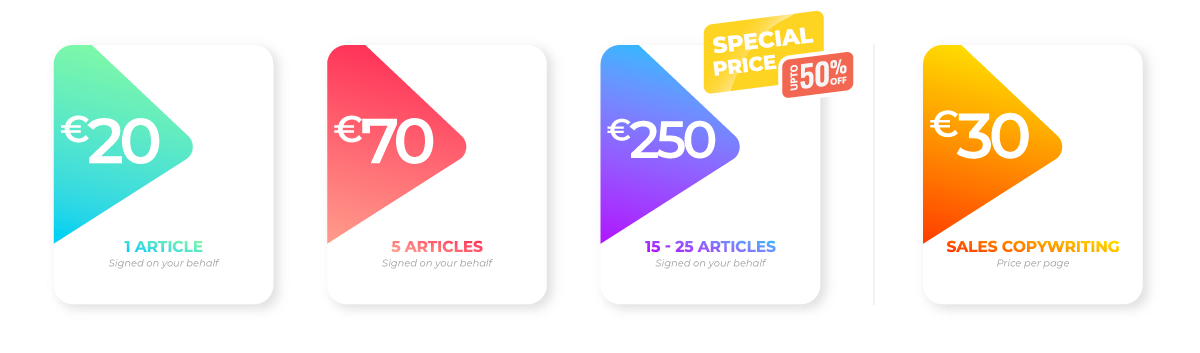 €20
1 ARTICLE
Signed on your behalf
€70
5 ARTICLES
Signed on your behalf
SPECIAL
PRICE
UPTO 50% OFF
€250
15 - 25 ARTICLES
Signed on your behalf
€30
SALES COPYWRITING
Price per page